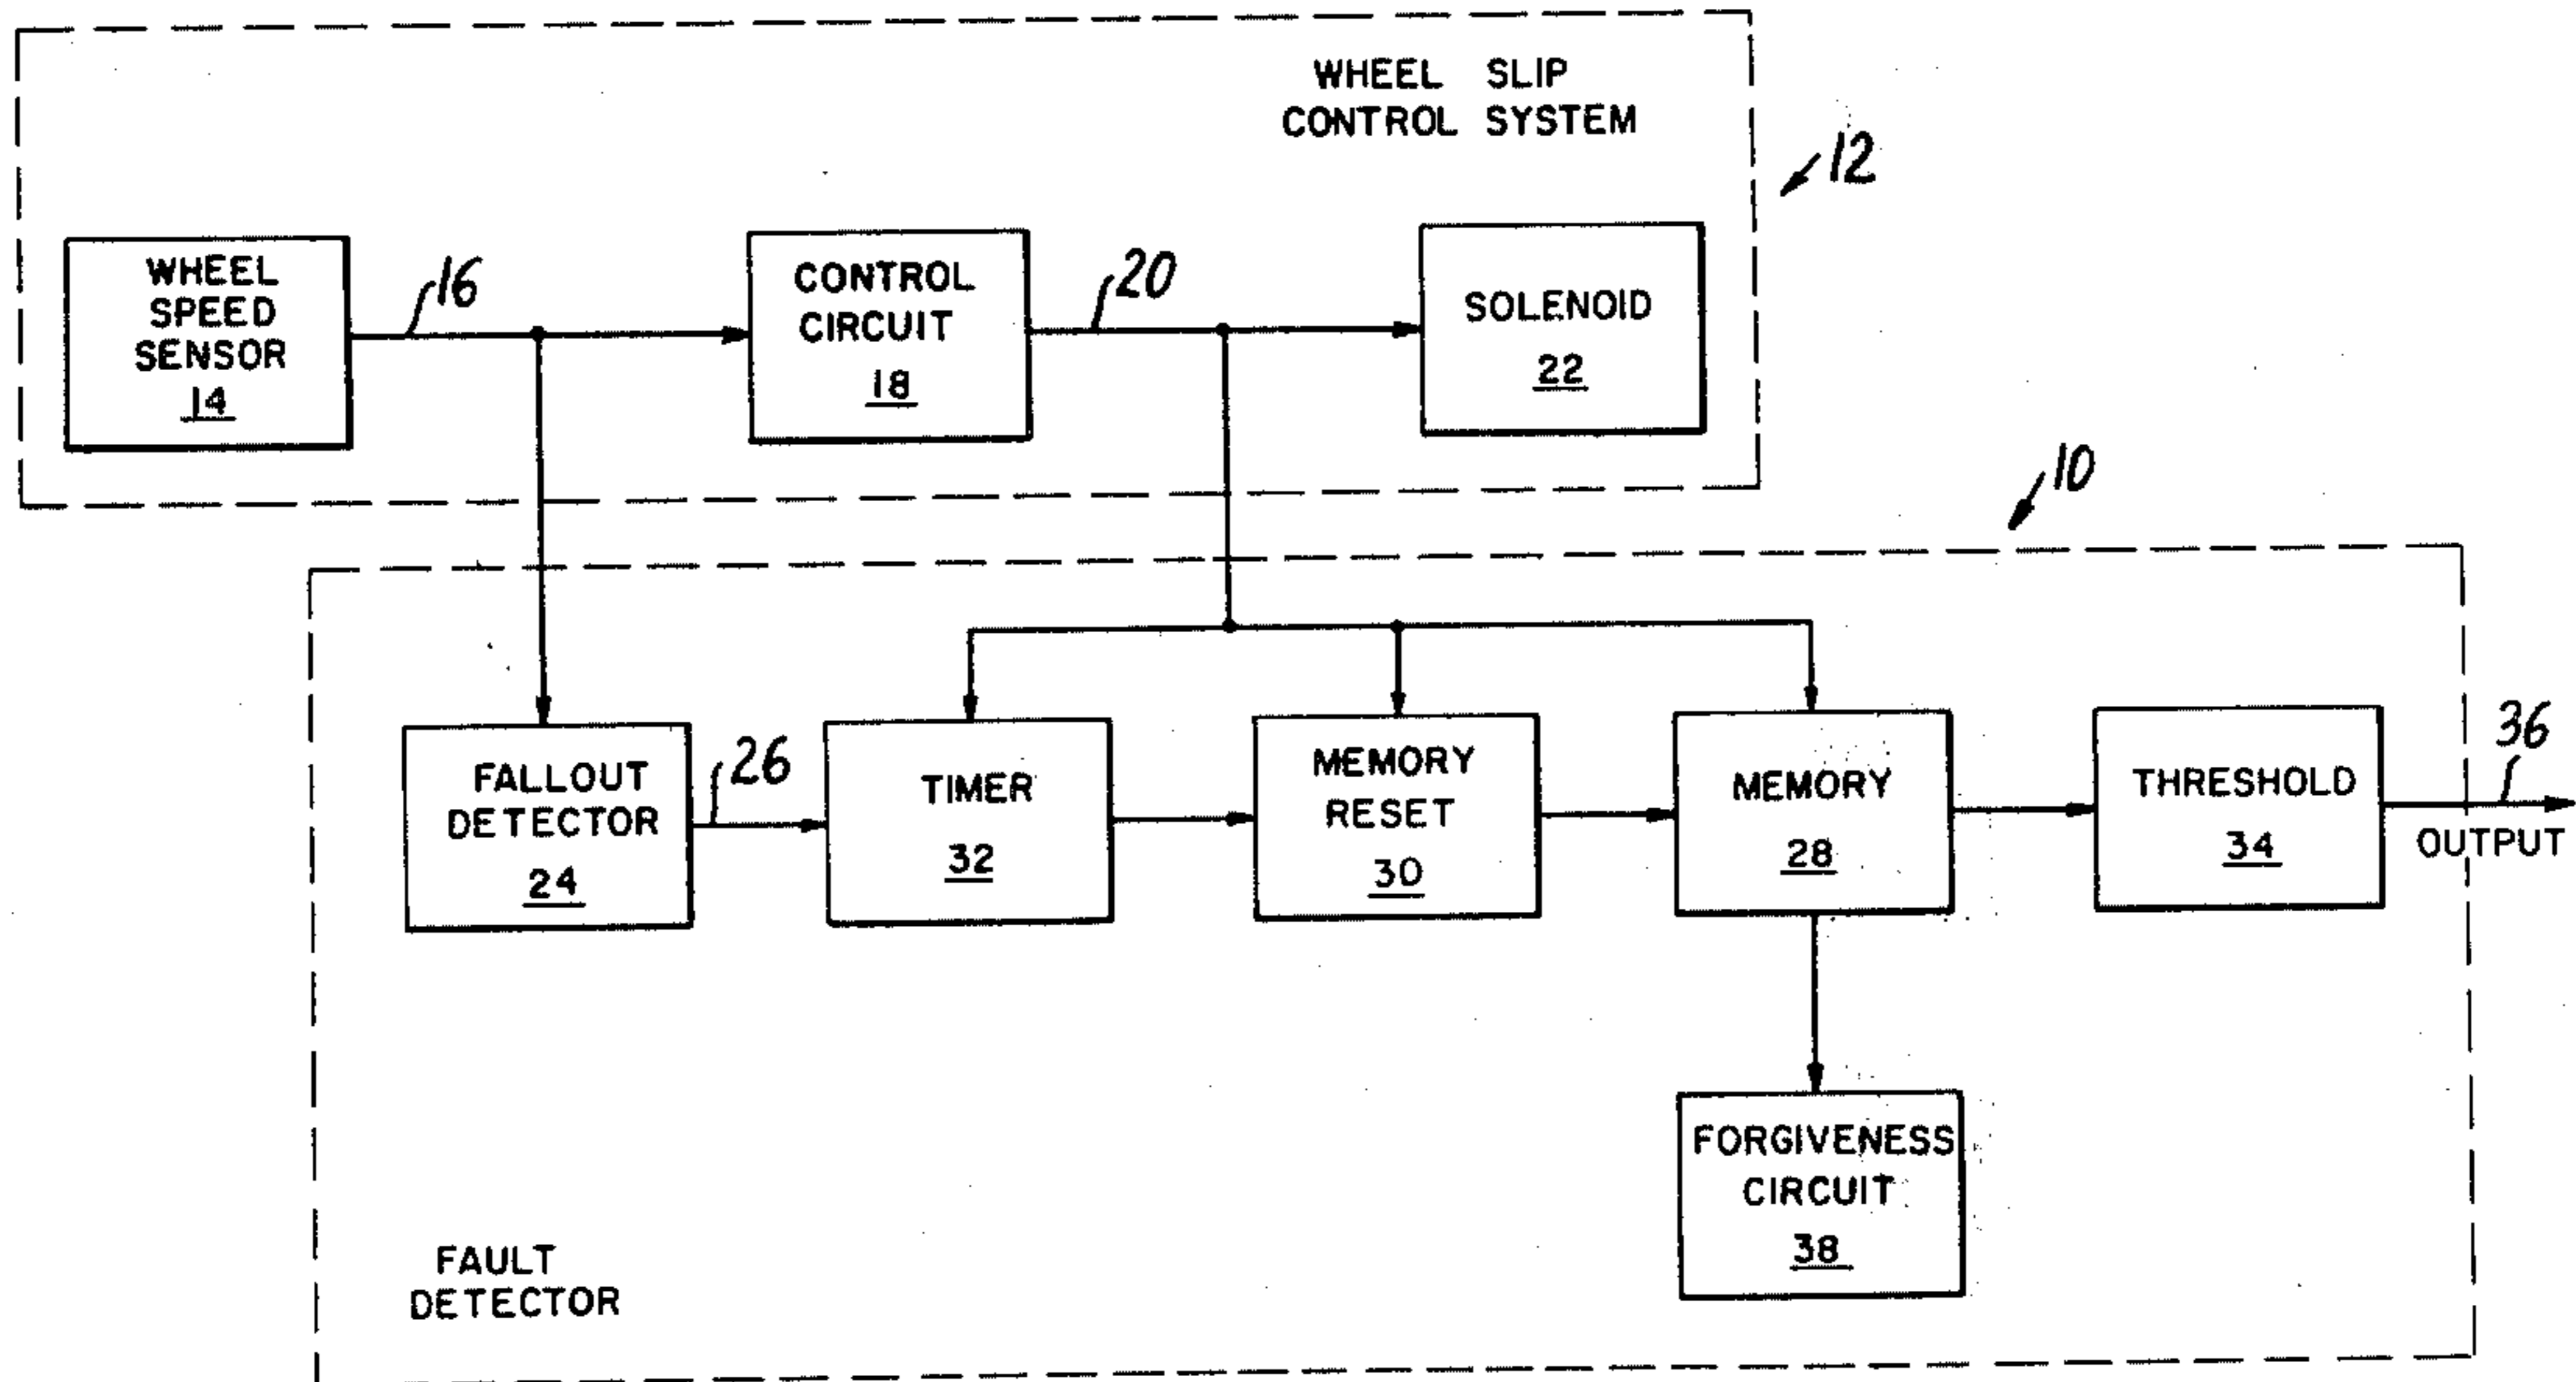 WHEEL SLIP
CONTROL SYSTEM
12
WHEEL
SPEED
SENSOR
14
16
CONTROL
CIRCUIT
18
20
SOLENOID
22
10
FALLOUT
DETECTOR
24
26
TIMER
32
MEMORY
RESET
30
MEMORY
28
THRESHOLD
34
36
OUTPUT
FORGIVENESS
CIRCUIT
38
FAULT
DETECTOR